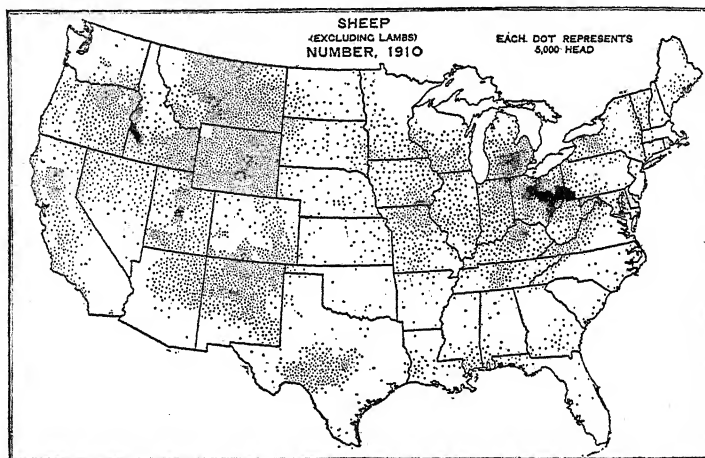 SHEEP
(EXCLUDING LAMBS)
NUMBER, 1910
EACH DOT REPRESENTS
5,000 HEAD